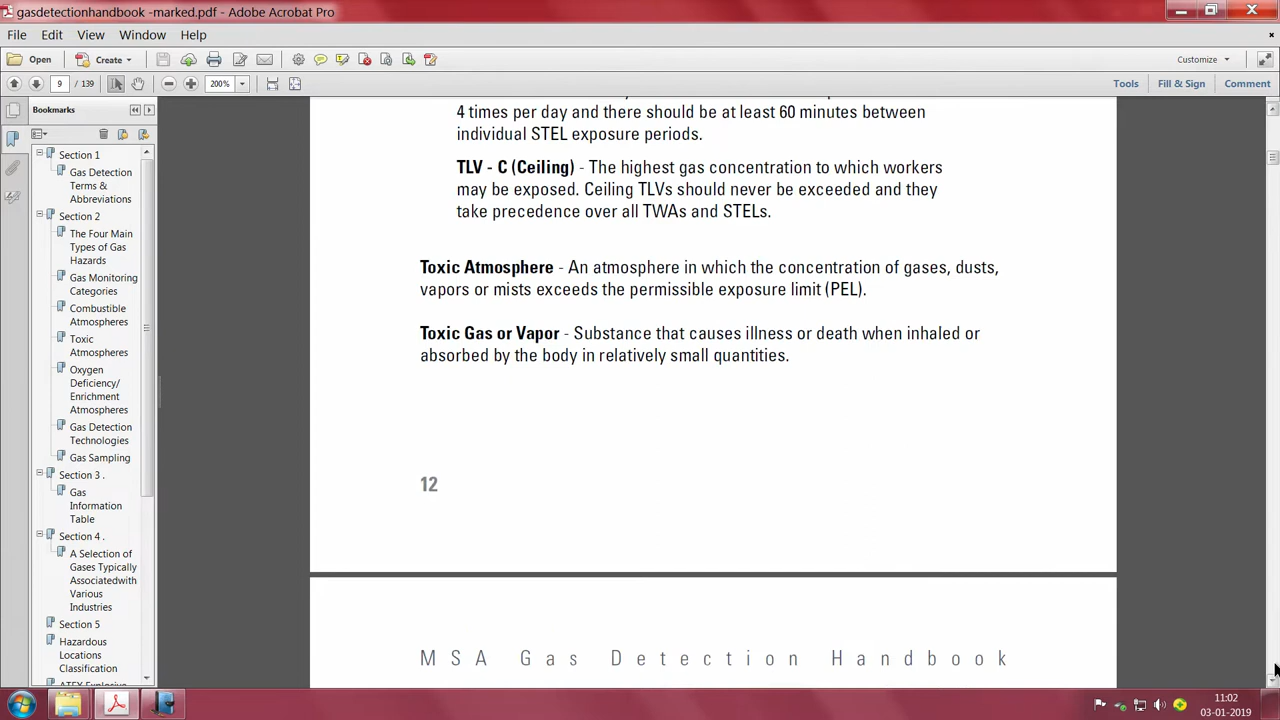 gasdetectionhandbook -marked.pdf - Adobe Acrobat Pro
File Edit View Window Help
Open Create Customize
9 / 139 200% Tools Fill & Sign Comment
Bookmarks
Section 1
Gas Detection
Terms &
Abbreviations
Section 2
The Four Main
Types of Gas
Hazards
Gas Monitoring
Categories
Combustible
Atmospheres
Toxic
Atmospheres
Oxygen
Deficiency/
Enrichment
Atmospheres
Gas Detection
Technologies
Gas Sampling
Section 3 .
Gas
Information
Table
Section 4 .
A Selection of
Gases Typically
Associatedwith
Various
Industries
Section 5
Hazardous
Locations
Classification
ATEX Explosive
4 times per day and there should be at least 60 minutes between
individual STEL exposure periods.
TLV - C (Ceiling) - The highest gas concentration to which workers
may be exposed. Ceiling TLVs should never be exceeded and they
take precedence over all TWAs and STELs.
Toxic Atmosphere - An atmosphere in which the concentration of gases, dusts,
vapors or mists exceeds the permissible exposure limit (PEL).
Toxic Gas or Vapor - Substance that causes illness or death when inhaled or
absorbed by the body in relatively small quantities.
12
MSA Gas Detection Handbook
11:02
03-01-2019